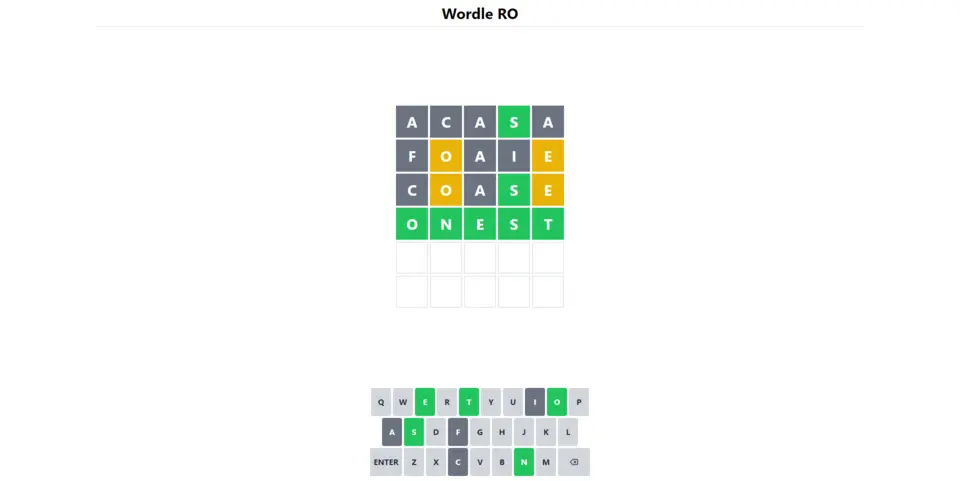 Wordle RO
A C A S A
F O A I E
C O A S E
O N E S T
Q W E R T Y U I O P
A S D F G H J K L
ENTER Z X C V B N M ⌫